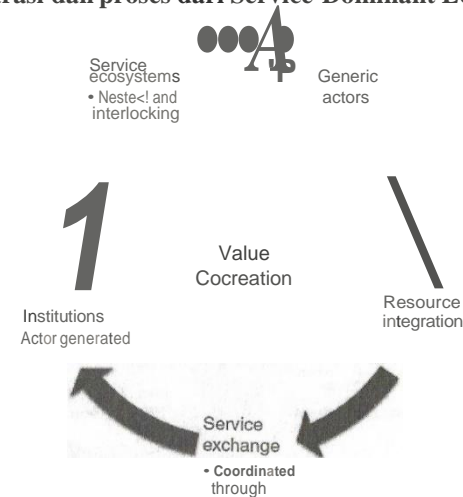 rasi dan proses dari Service Dominant L
Service
ecosystems
• Neste<! and
interlocking
Generic
actors
1
Value
Cocreation
Institutions
Actor generated
Resource
integration
Service
exchange
• Coordinated
through